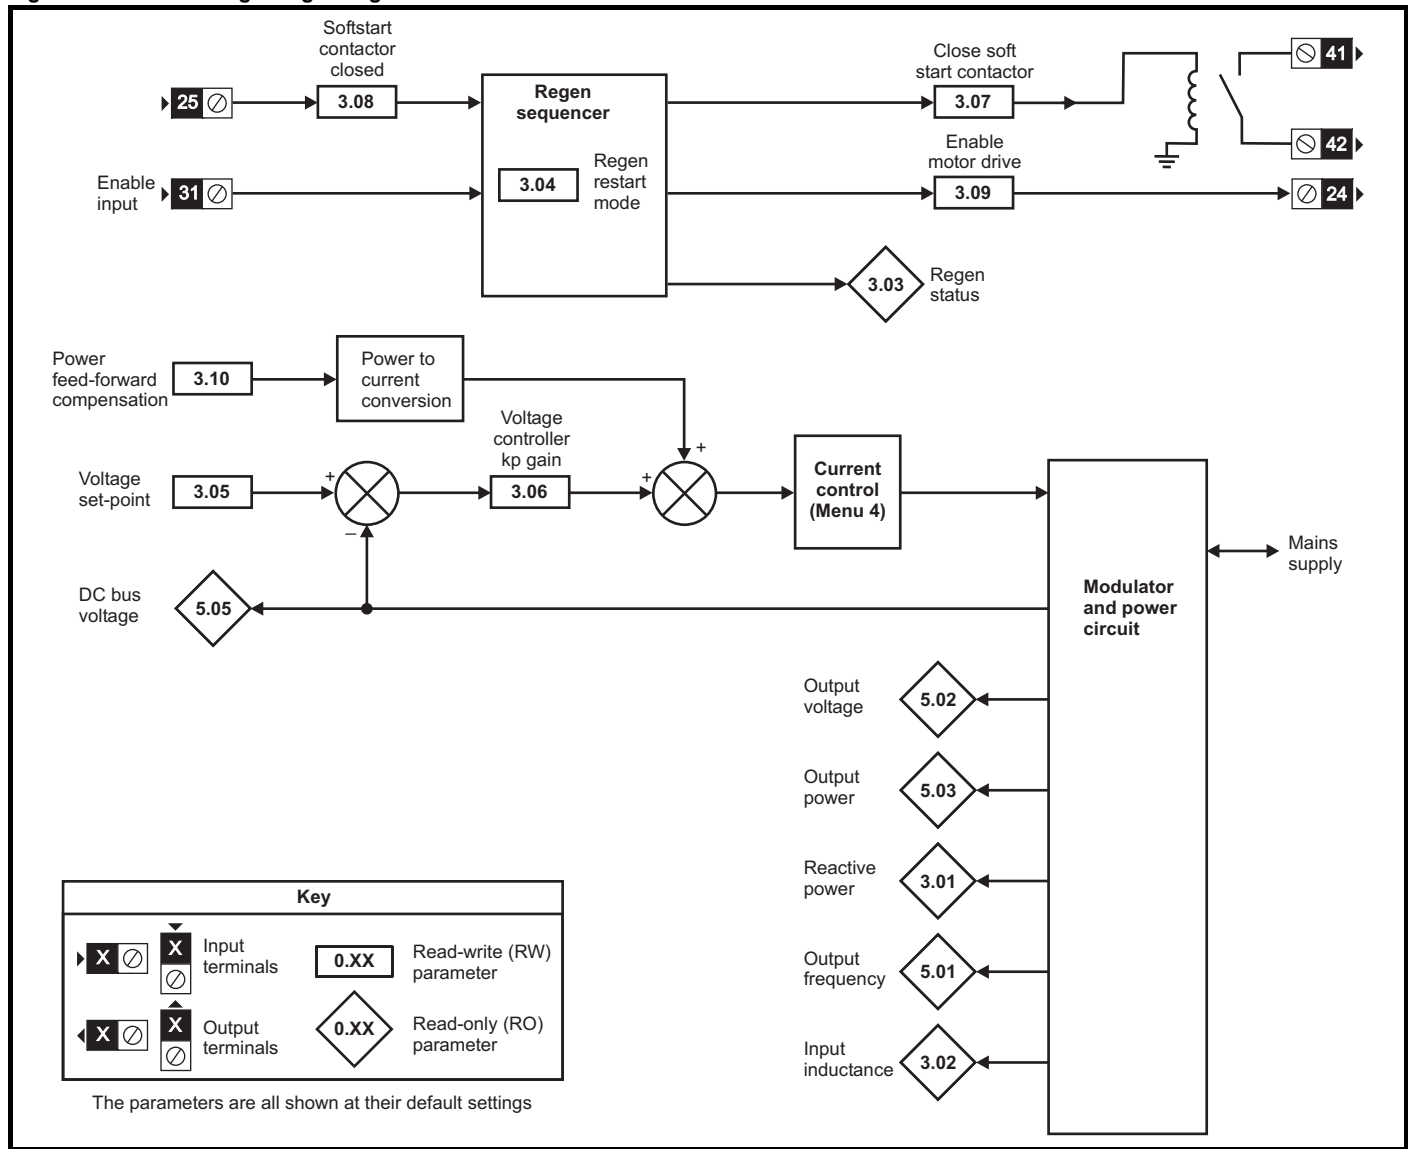 Softstart
contactor
closed
25
3.08
Regen
sequencer
Close soft
start contactor
3.07
41
42
Enable
input
31
3.04
Regen
restart
mode
Enable
motor drive
3.09
24
3.03
Regen
status
Power
feed-forward
compensation
3.10
Power to
current
conversion
Voltage
controller
kp gain
+
Voltage
set-point
3.05
+
3.06
+
Current
control
(Menu 4)
–
Mains
supply
DC bus
voltage
5.05
Modulator
and power
circuit
Output
voltage
5.02
Output
power
5.03
Reactive
power
3.01
Output
frequency
5.01
Input
inductance
3.02
Key
X
X
Input
terminals
0.XX
Read-write (RW)
parameter
X
X
Output
terminals
0.XX
Read-only (RO)
parameter
The parameters are all shown at their default settings